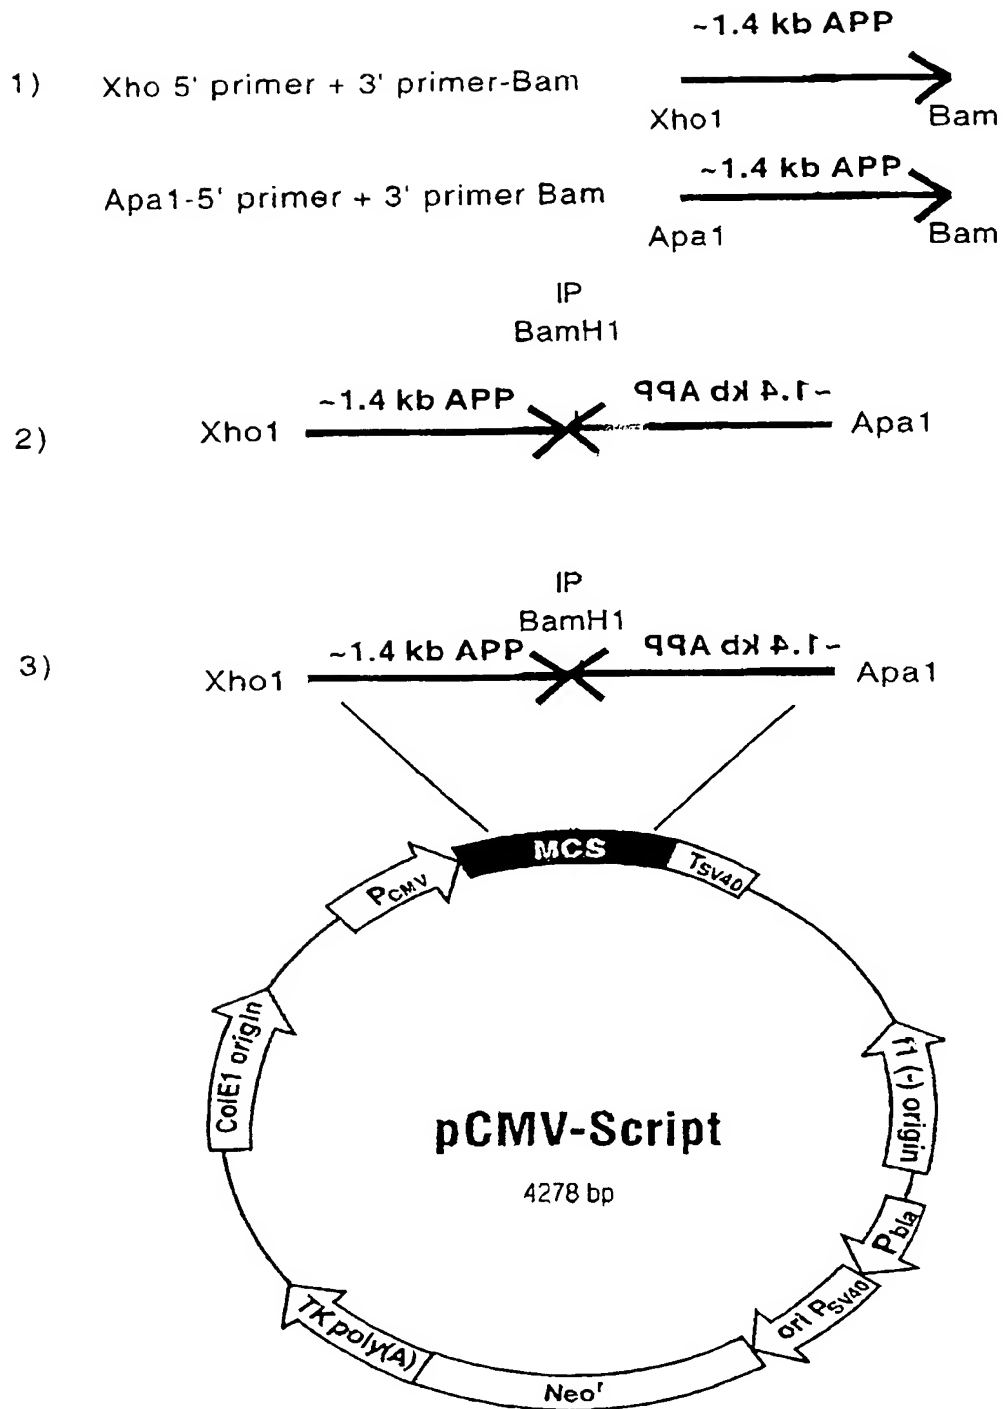 ~1.4 kb APP
1) Xho 5' primer + 3' primer-Bam
Xho1 Bam
~1.4 kb APP
Apa1-5' primer + 3' primer Bam
Apa1 Bam
IP
BamH1
~1.4 kb APP ~1.4 kb APP
2) Xho1 Apa1
IP
BamH1
~1.4 kb APP ~1.4 kb APP
3) Xho1 Apa1
MCS
PCMV
TSV40
ColE1 origin
f1 (-) origin
pCMV-Script
4278 bp
Pbla
ori PSV40
TK poly(A)
Neoʳ